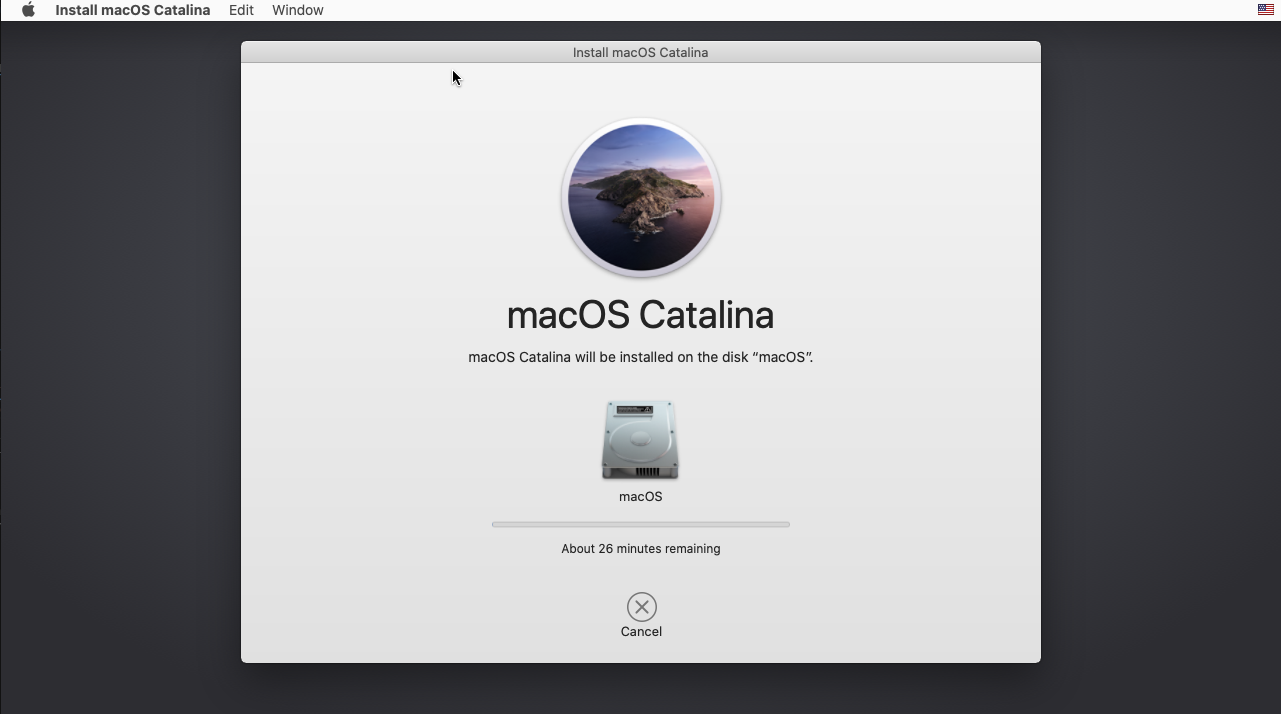 Install macOS Catalina Edit Window
Install macOS Catalina
macOS Catalina
macOS Catalina will be installed on the disk “macOS”.
macOS
About 26 minutes remaining
Cancel